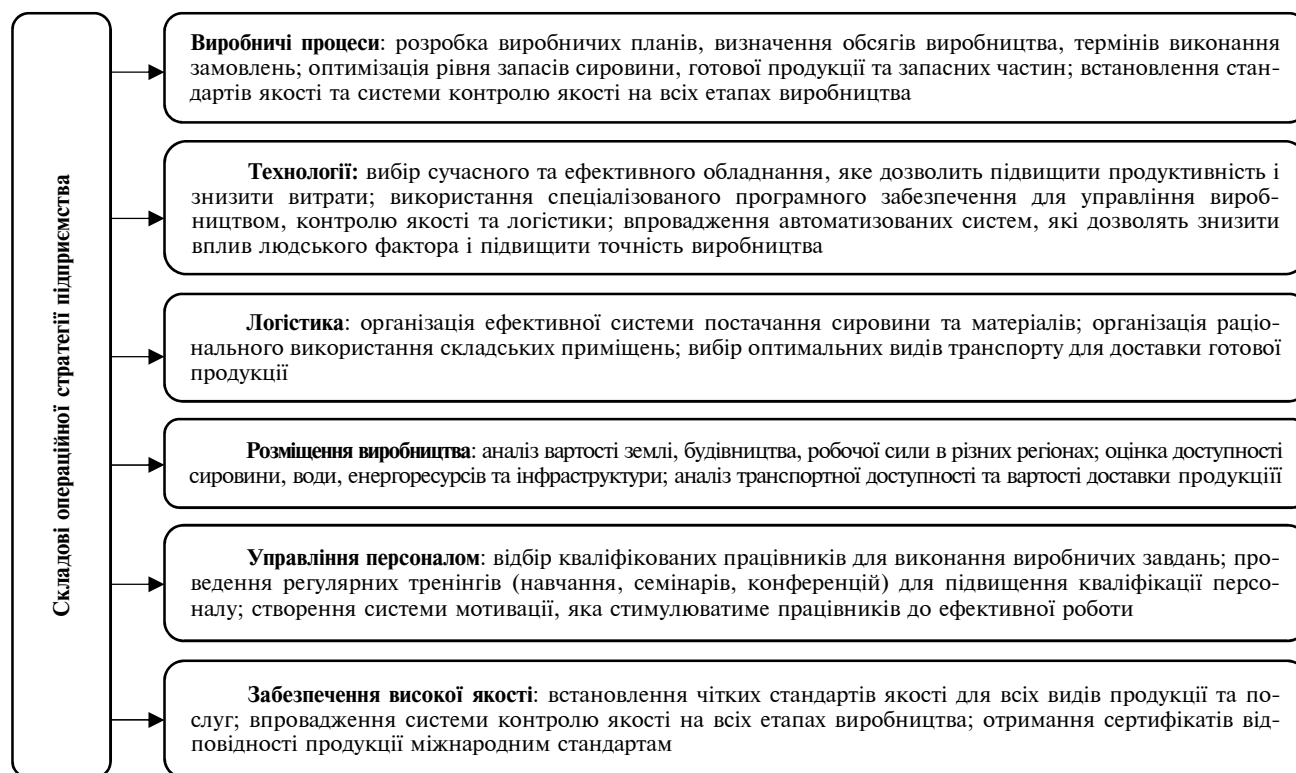 Складові операційної стратегії підприємства
Виробничі процеси: розробка виробничих планів, визначення обсягів виробництва, термінів виконання
замовлень; оптимізація рівня запасів сировини, готової продукції та запасних частин; встановлення стан-
дартів якості та системи контролю якості на всіх етапах виробництва
Технології: вибір сучасного та ефективного обладнання, яке дозволить підвищити продуктивність і
знизити витрати; використання спеціалізованого програмного забезпечення для управління вироб-
ництвом, контролю якості та логістики; впровадження автоматизованих систем, які дозволять знизити
вплив людського фактора і підвищити точність виробництва
Логістика: організація ефективної системи постачання сировини та матеріалів; організація раціо-
нального використання складських приміщень; вибір оптимальних видів транспорту для доставки готової
продукції
Розміщення виробництва: аналіз вартості землі, будівництва, робочої сили в різних регіонах; оцінка доступності
сировини, води, енергоресурсів та інфраструктури; аналіз транспортної доступності та вартості доставки продукціїї
Управління персоналом: відбір кваліфікованих працівників для виконання виробничих завдань; про-
ведення регулярних тренінгів (навчання, семінарів, конференцій) для підвищення кваліфікації персо-
налу; створення системи мотивації, яка стимулюватиме працівників до ефективної роботи
Забезпечення високої якості: встановлення чітких стандартів якості для всіх видів продукції та по-
слуг; впровадження системи контролю якості на всіх етапах виробництва; отримання сертифікатів від-
повідності продукції міжнародним стандартам